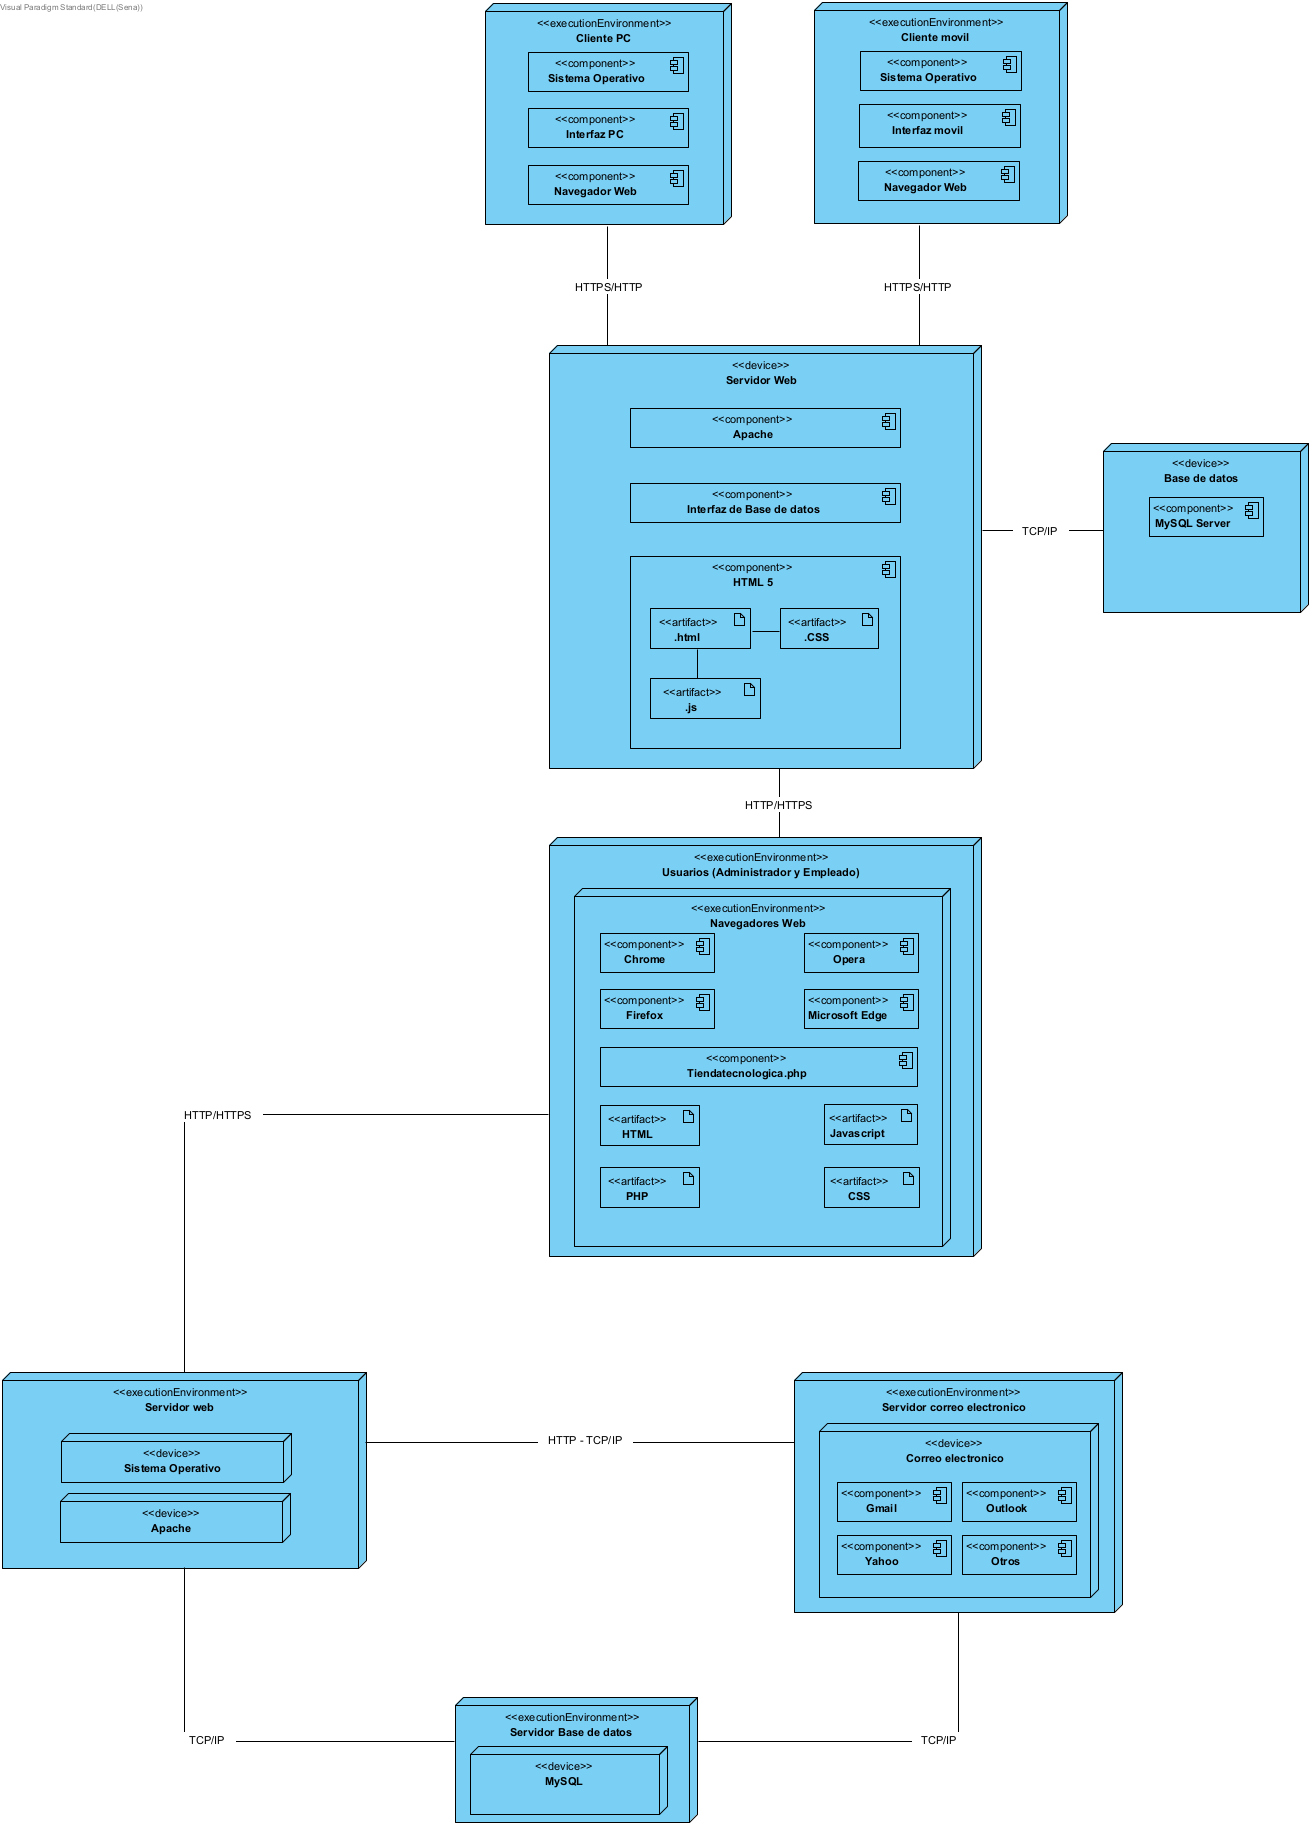 Visual Paradigm Standard(DELL(Sena))
<<executionEnvironment>>
Cliente PC
<<component>>
Sistema Operativo
<<component>>
Interfaz PC
<<component>>
Navegador Web
<<executionEnvironment>>
Cliente movil
<<component>>
Sistema Operativo
<<component>>
Interfaz movil
<<component>>
Navegador Web
HTTPS/HTTP
HTTPS/HTTP
<<device>>
Servidor Web
<<component>>
Apache
<<component>>
Interfaz de Base de datos
<<component>>
HTML 5
<<artifact>>
.html
<<artifact>>
.CSS
<<artifact>>
.js
TCP/IP
<<device>>
Base de datos
<<component>>
MySQL Server
HTTP/HTTPS
<<executionEnvironment>>
Usuarios (Administrador y Empleado)
<<executionEnvironment>>
Navegadores Web
<<component>>
Chrome
<<component>>
Opera
<<component>>
Firefox
<<component>>
Microsoft Edge
<<component>>
Tiendatecnologica.php
<<artifact>>
HTML
<<artifact>>
Javascript
<<artifact>>
PHP
<<artifact>>
CSS
HTTP/HTTPS
<<executionEnvironment>>
Servidor web
<<device>>
Sistema Operativo
<<device>>
Apache
HTTP - TCP/IP
<<executionEnvironment>>
Servidor correo electronico
<<device>>
Correo electronico
<<component>>
Gmail
<<component>>
Outlook
<<component>>
Yahoo
<<component>>
Otros
TCP/IP
<<executionEnvironment>>
Servidor Base de datos
<<device>>
MySQL
TCP/IP